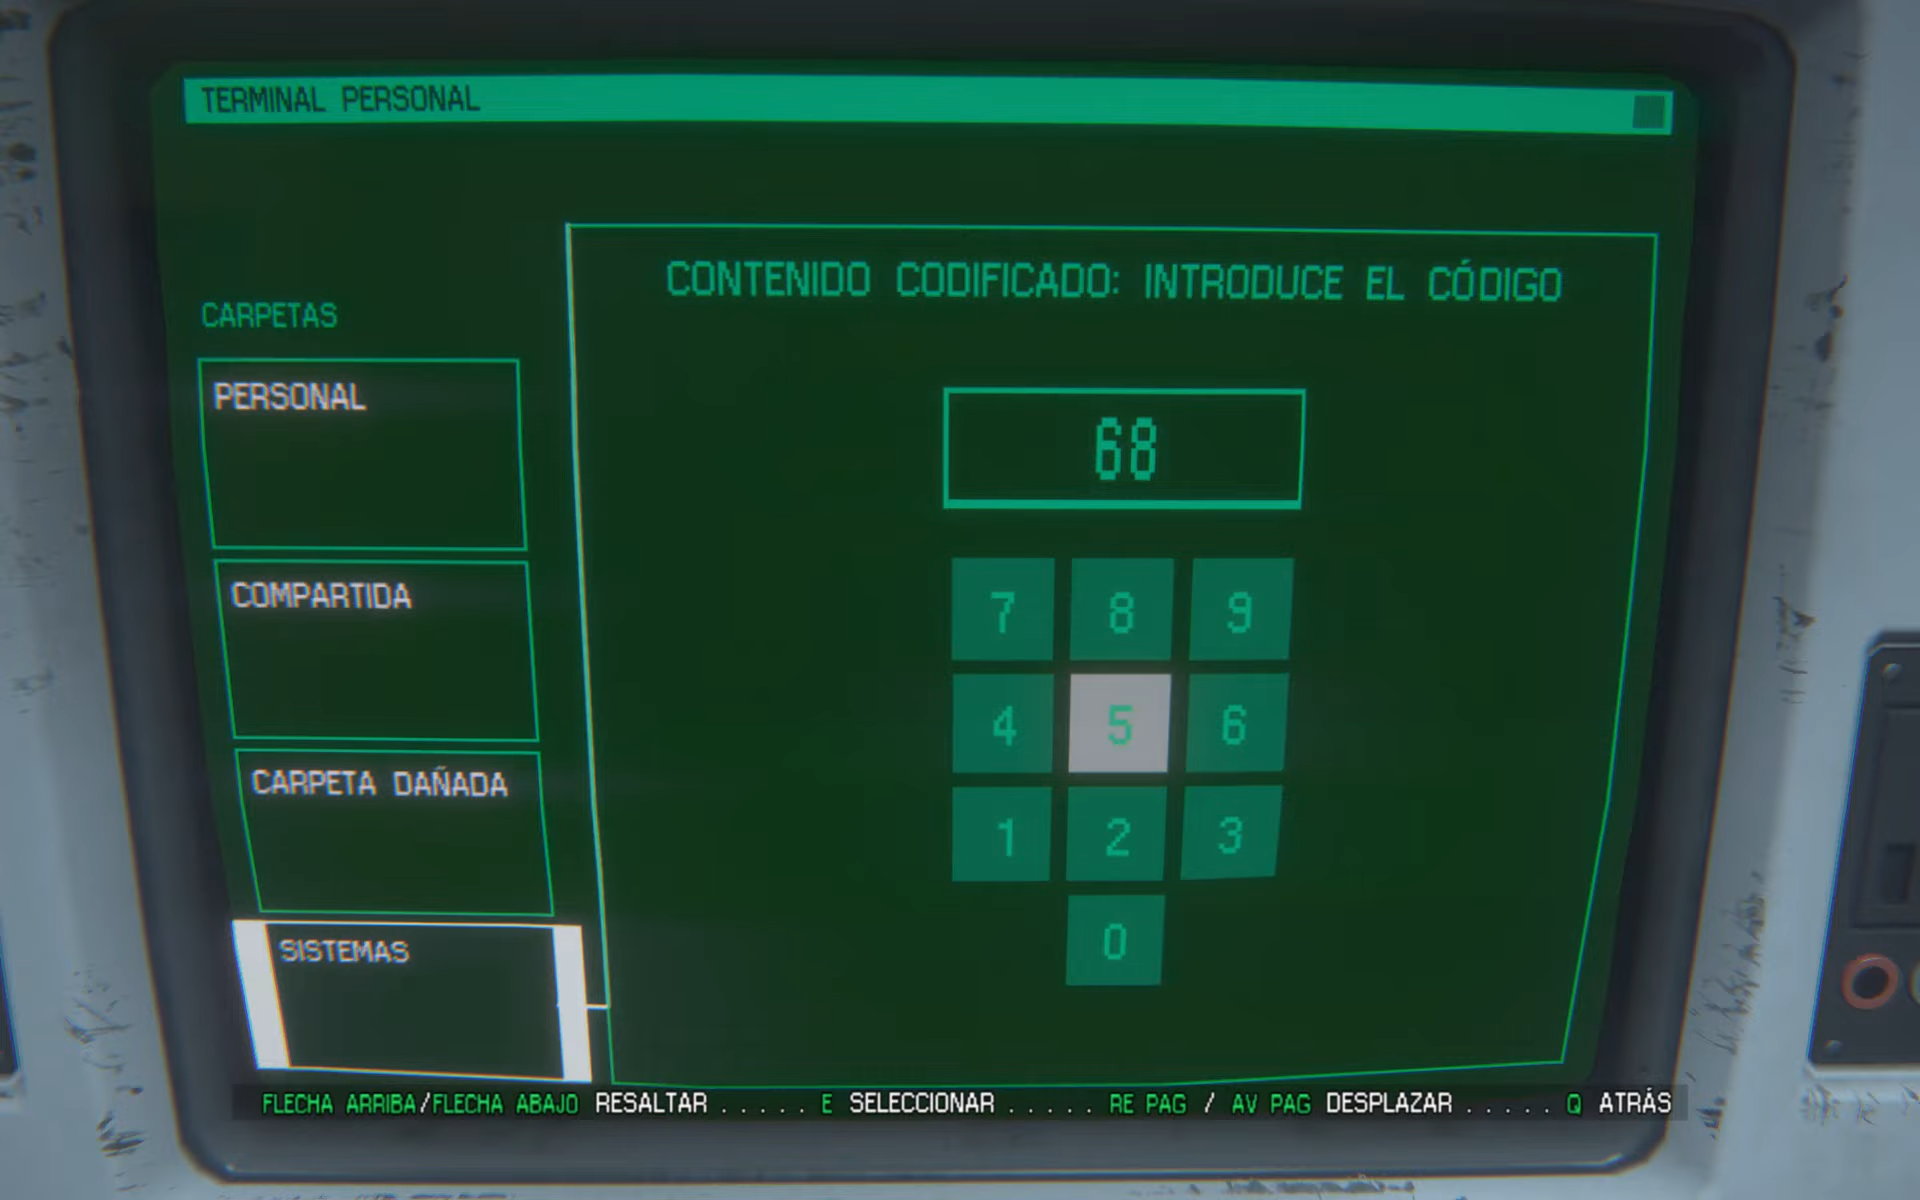 TERMINAL PERSONAL
CONTENIDO CODIFICADO: INTRODUCE EL CÓDIGO
CARPETAS
PERSONAL
COMPARTIDA
CARPETA DAÑADA
SISTEMAS
68
7 8 9
4 5 6
1 2 3
0
FLECHA ARRIBA/FLECHA ABAJO RESALTAR ..... E SELECCIONAR ..... RE PAG / AV PAG DESPLAZAR ..... Q ATRÁS